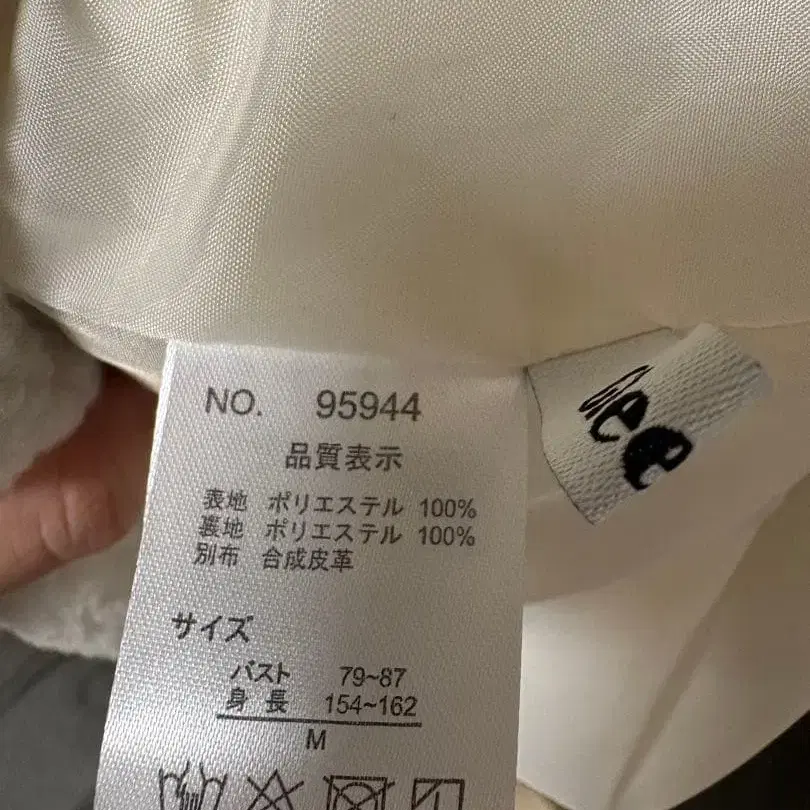 NO. 95944
品質表示
表地 ポリエステル 100%
裏地 ポリエステル 100%
別布 合成皮革
サイズ
バスト 79~87
身長 154~162
M